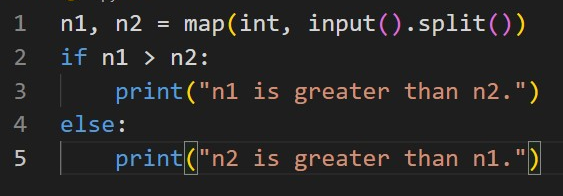 1 n1, n2 = map(int, input().split())
2 if n1 > n2:
3     print("n1 is greater than n2.")
4 else:
5     print("n2 is greater than n1.")